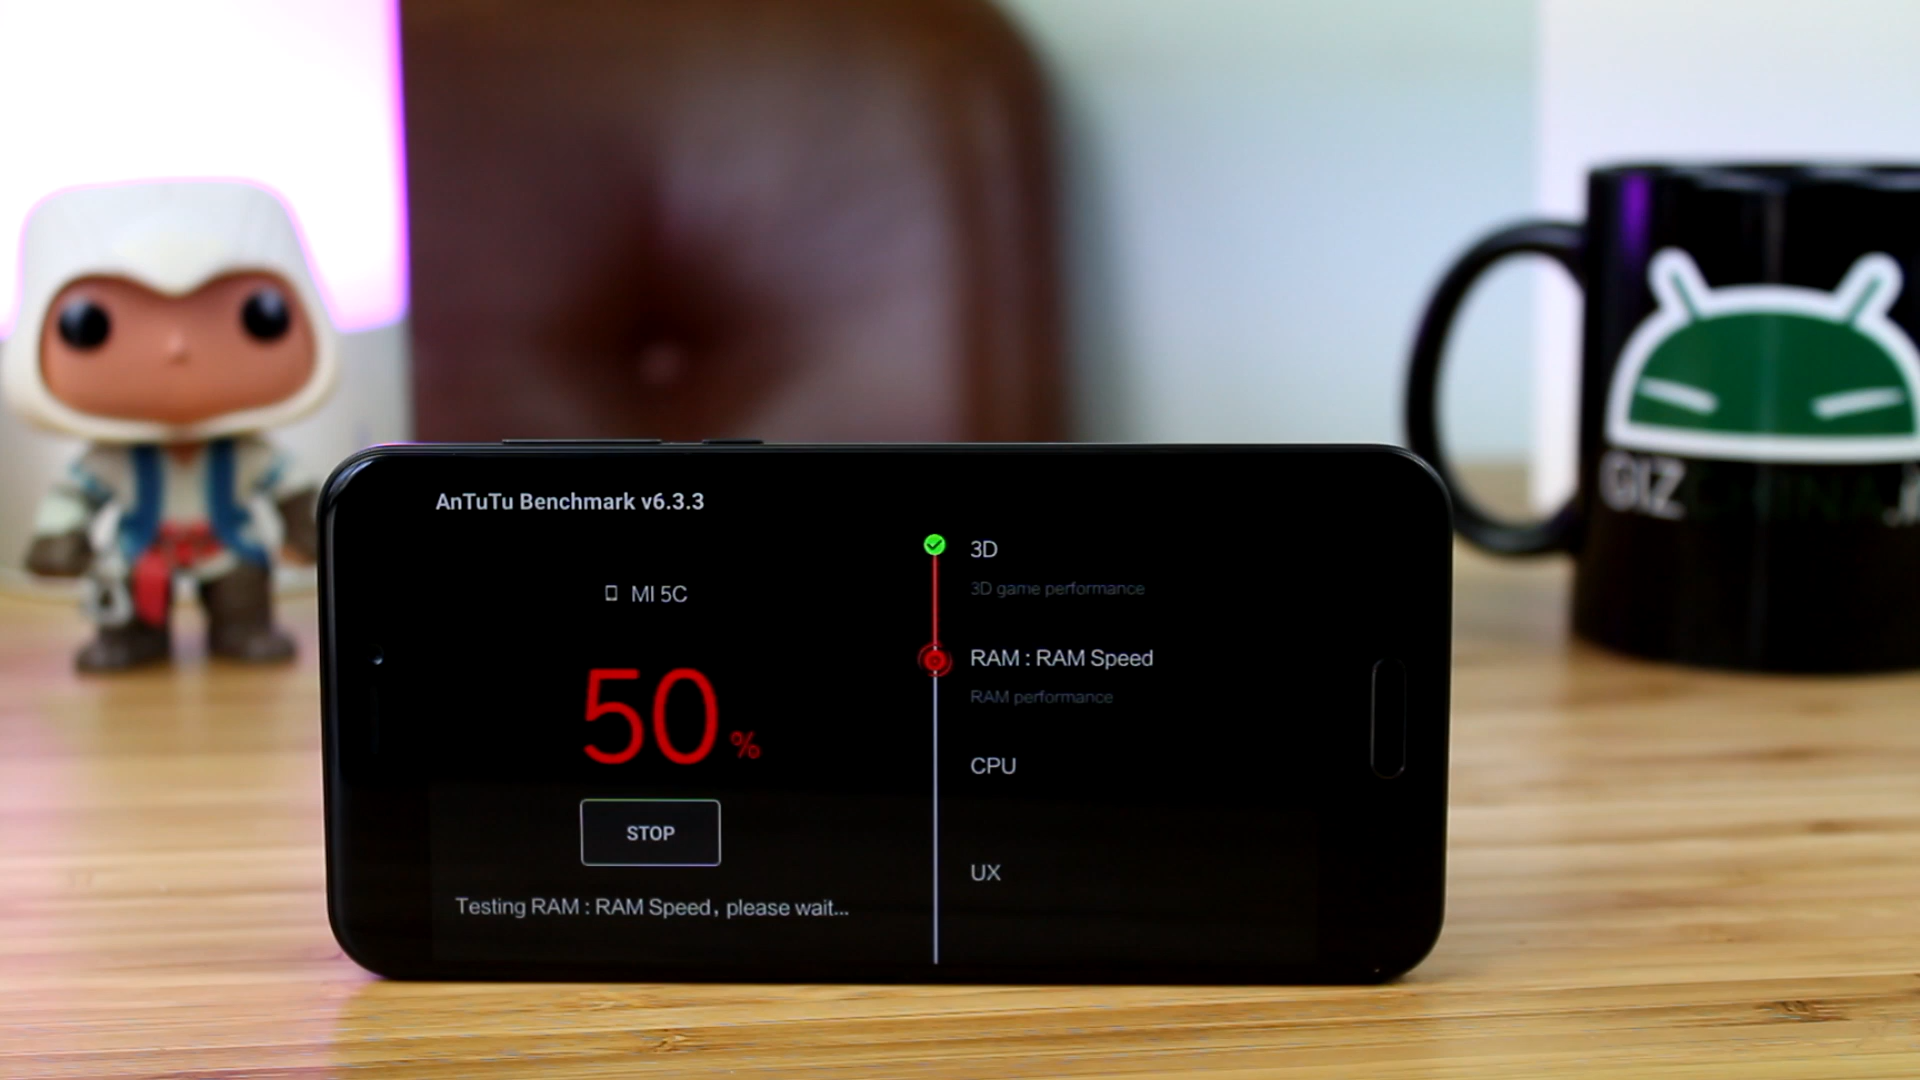 AnTuTu Benchmark v6.3.3
MI 5C
50 %
STOP
Testing RAM : RAM Speed, please wait...
3D
3D game performance
RAM : RAM Speed
RAM performance
CPU
UX
GIZCHINA.i